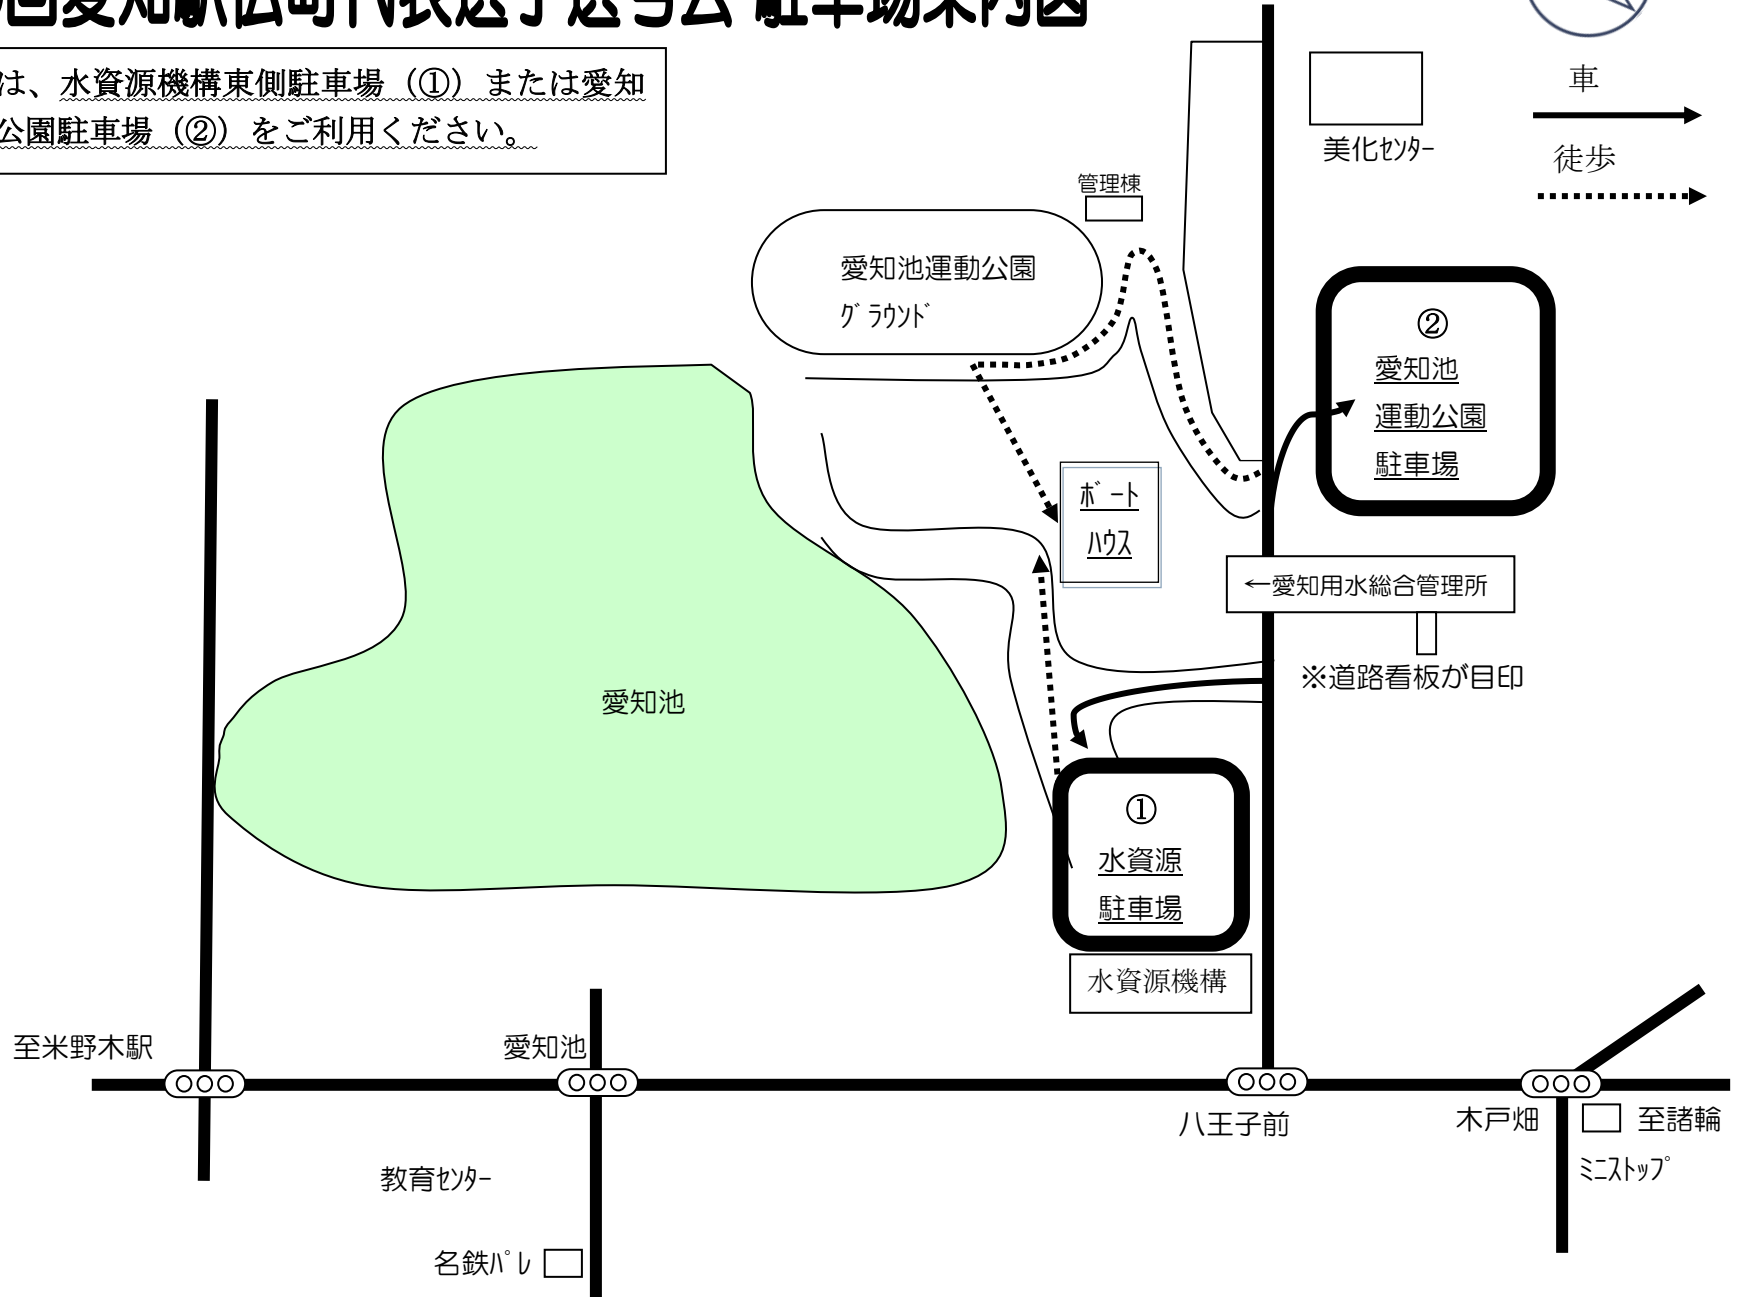 は、水資源機構東側駐車場（①）または愛知
公園駐車場（②）をご利用ください。
車
徒歩
美化ｾﾝﾀｰ
管理棟
愛知池運動公園
ｸﾞﾗｳﾝﾄﾞ
②
愛知池
運動公園
駐車場
ﾎﾞｰﾄ
ﾊｳｽ
←愛知用水総合管理所
※道路看板が目印
愛知池
①
水資源
駐車場
水資源機構
至米野木駅
愛知池
八王子前
木戸畑
至諸輪
ﾐﾆｽﾄｯﾌﾟ
教育ｾﾝﾀｰ
名鉄ﾊﾟﾚ